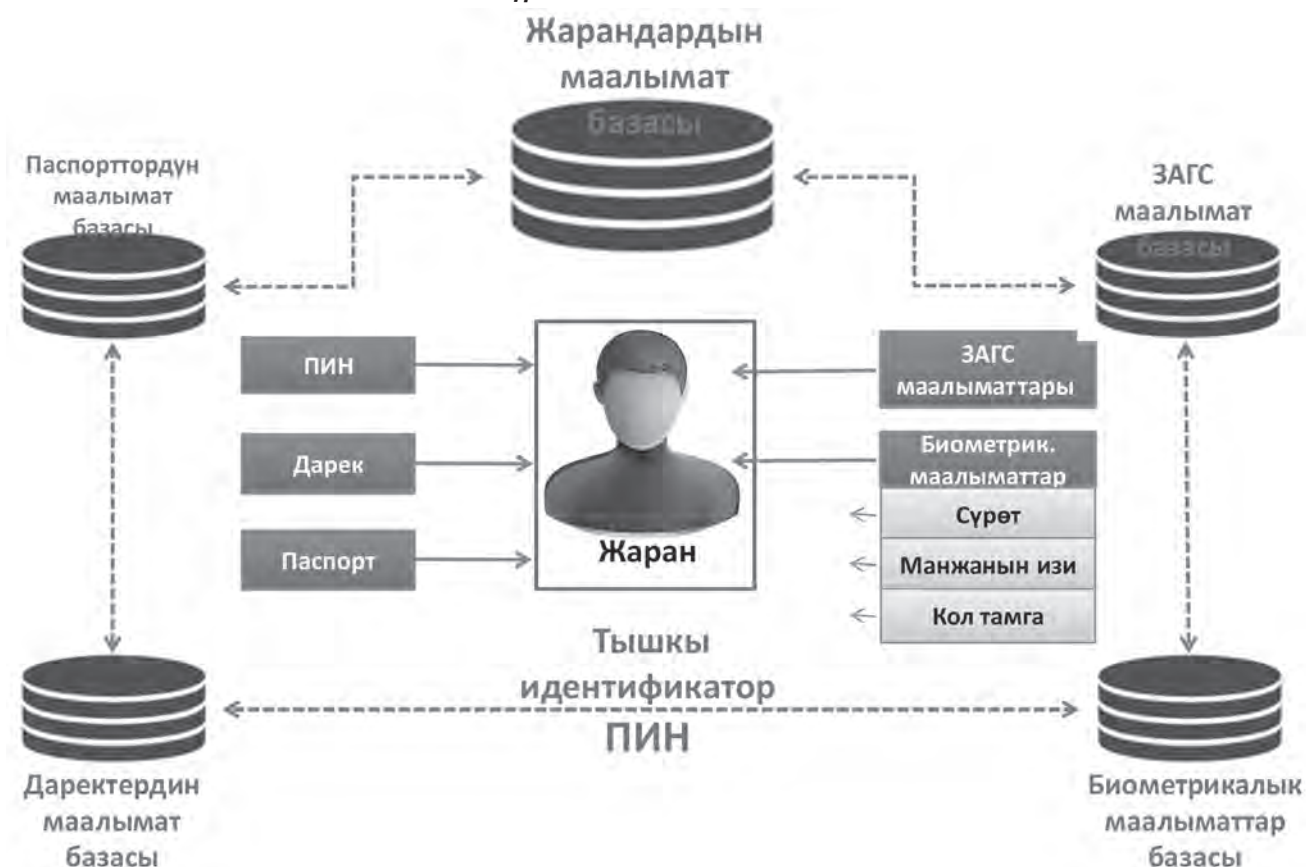 Жарандардын
маалымат
базасы
Паспорттордун
маалымат
базасы
ЗАГС
маалымат
базасы
ПИН
Дарек
Паспорт
Жаран
ЗАГС
маалыматтары
Биометрик.
маалыматтар
Сүрөт
Манжанын изи
Кол тамга
Тышкы
идентификатор
ПИН
Даректердин
маалымат
базасы
Биометрикалык
маалыматтар
базасы